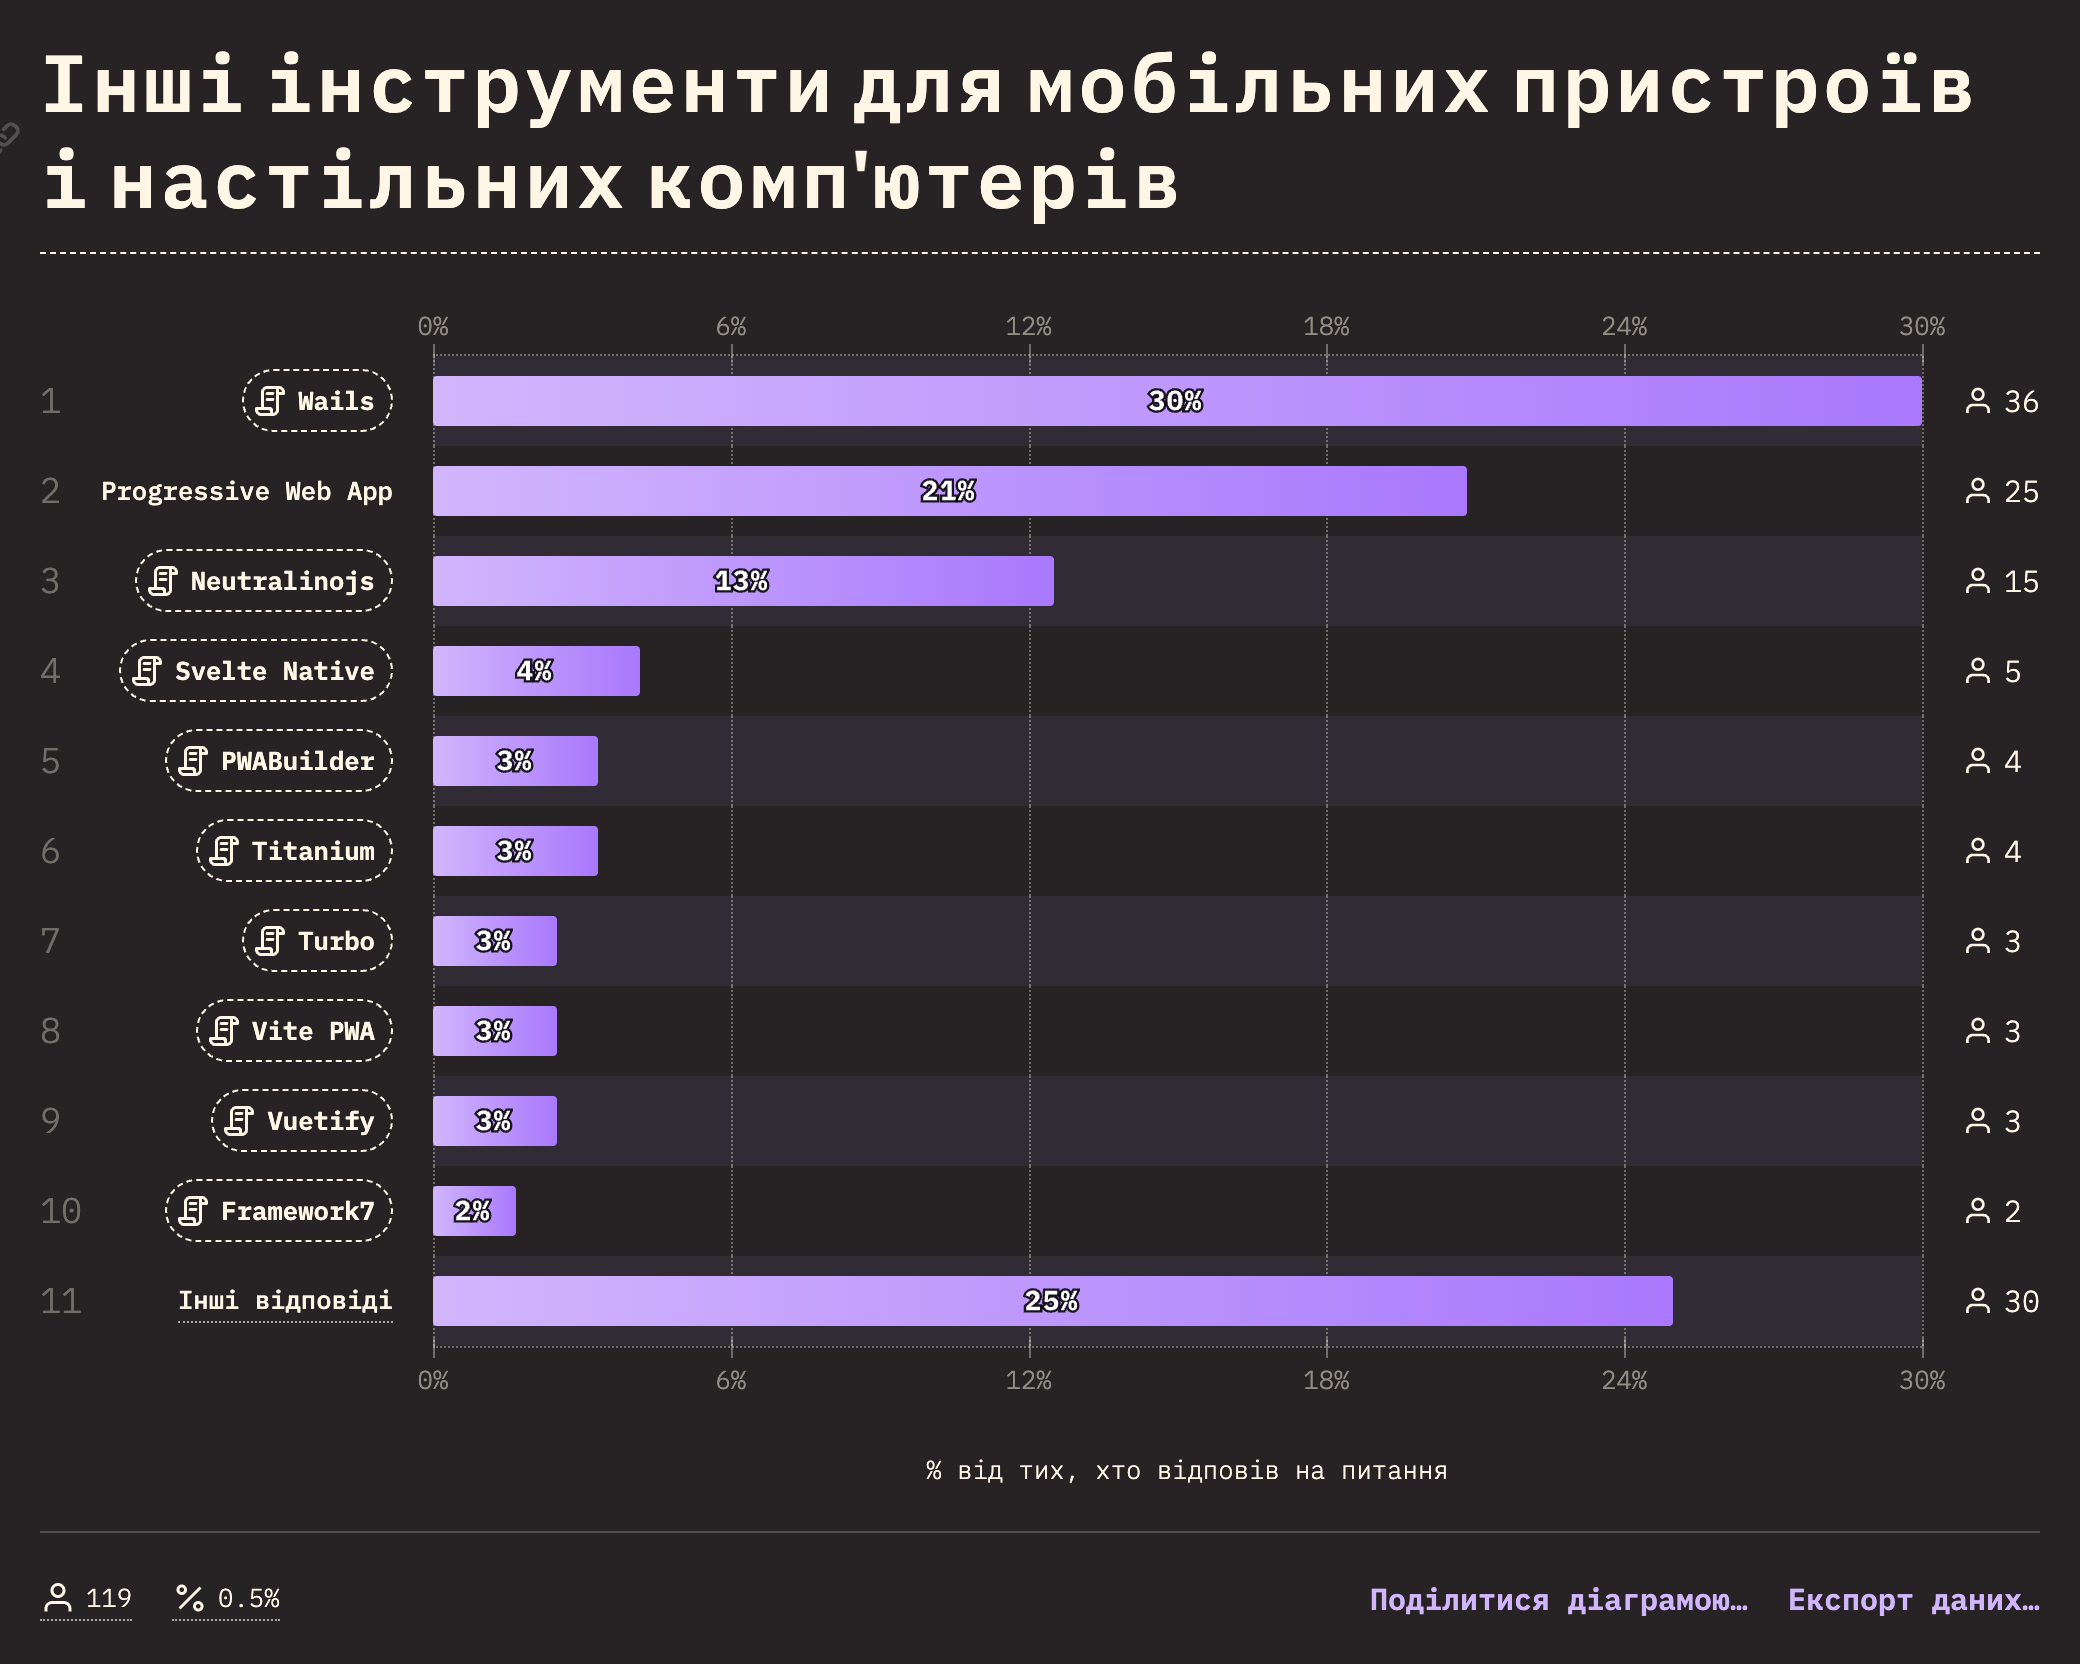 Інші інструменти для мобільних пристроїв
і настільних комп'ютерів
0% 6% 12% 18% 24% 30%
1 Wails 30% 36
2 Progressive Web App 21% 25
3 Neutralinojs 13% 15
4 Svelte Native 4% 5
5 PWABuilder 3% 4
6 Titanium 3% 4
7 Turbo 3% 3
8 Vite PWA 3% 3
9 Vuetify 3% 3
10 Framework7 2% 2
11 Інші відповіді 25% 30
0% 6% 12% 18% 24% 30%
% від тих, хто відповів на питання
119 0.5% Поділитися діаграмою… Експорт даних…